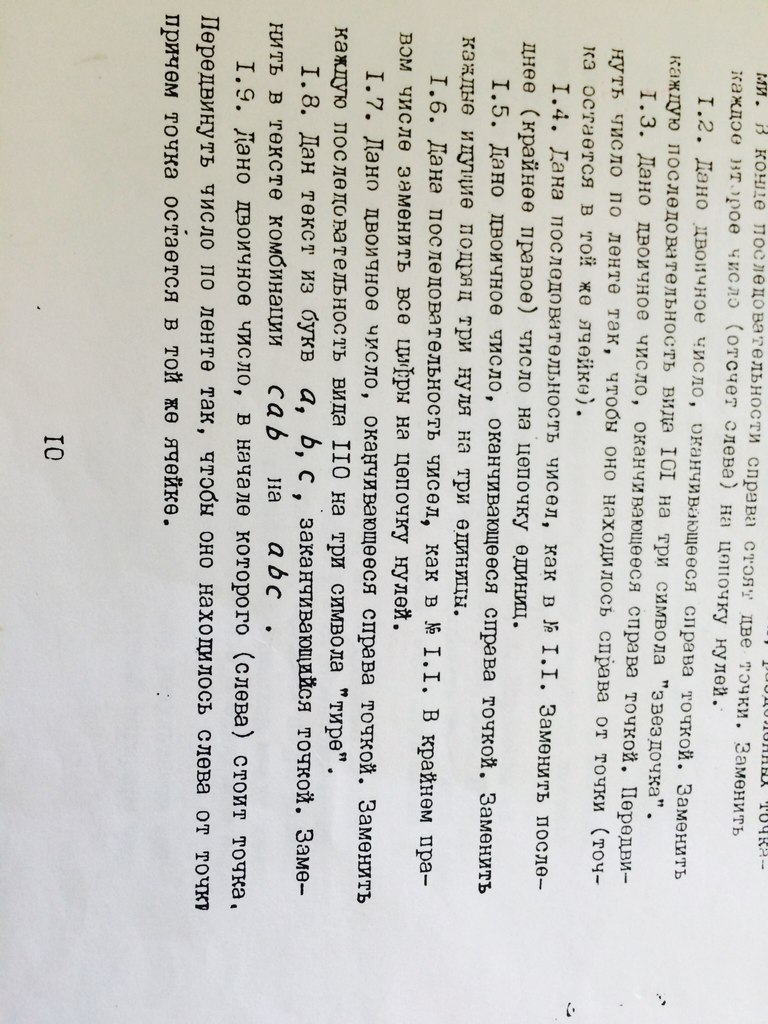 ми. В конце последовательности справа стоят две точки. Заменить
каждое второе число (отсчет слева) на цепочку нулей.
I.2. Дано двоичное число, оканчивающееся справа точкой. Заменить
каждую последовательность вида IOI на три символа "звездочка".
I.3. Дано двоичное число, оканчивающееся справа точкой. Передви-
нуть число по ленте так, чтобы оно находилось справа от точки (точ-
ка остается в той же ячейке).
I.4. Дана последовательность чисел, как в № I.I. Заменить после-
днее (крайнее правое) число на цепочку единиц.
I.5. Дано двоичное число, оканчивающееся справа точкой. Заменить
каждые идущие подряд три нуля на три единицы.
I.6. Дана последовательность чисел, как в № I.I. В крайнем пра-
вом числе заменить все цифры на цепочку нулей.
I.7. Дано двоичное число, оканчивающееся справа точкой. Заменить
каждую последовательность вида IIO на три символа "тире".
I.8. Дан текст из букв a, b, c, заканчивающийся точкой. Заме-
нить в тексте комбинации cab на abc.
I.9. Дано двоичное число, в начале которого (слева) стоит точка.
Передвинуть число по ленте так, чтобы оно находилось слева от точки
причем точка остается в той же ячейке.
IO